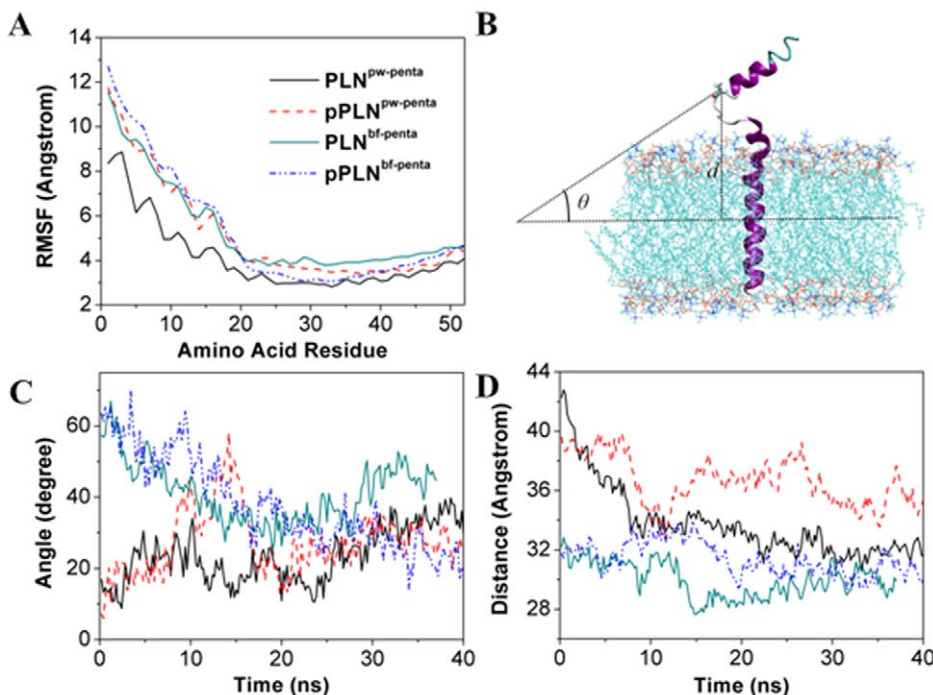 A
14
12
10
8
6
4
2
RMSF (Angstrom)
0 10 20 30 40 50
Amino Acid Residue
PLNpw-penta
pPLNpw-penta
PLNbf-penta
pPLNbf-penta
B
d
θ
C
60
40
20
0
Angle (degree)
0 10 20 30 40
Time (ns)
D
44
40
36
32
28
Distance (Angstrom)
0 10 20 30 40
Time (ns)